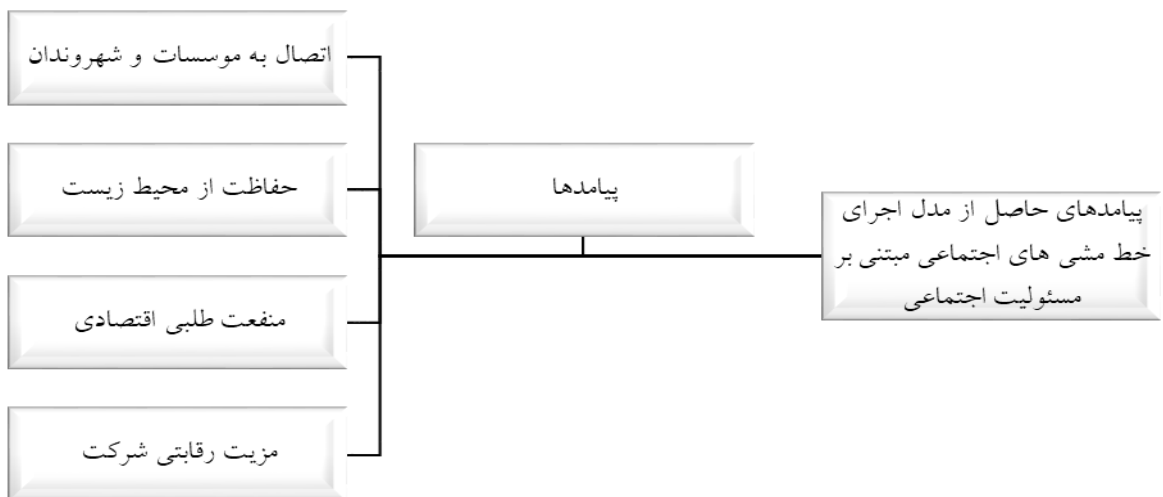 پیامدهای حاصل از مدل اجرای
خط مشی های اجتماعی مبتنی بر
مسئولیت اجتماعی
پیامدها
اتصال به موسسات و شهروندان
حفاظت از محیط زیست
منفعت طلبی اقتصادی
مزیت رقابتی شرکت